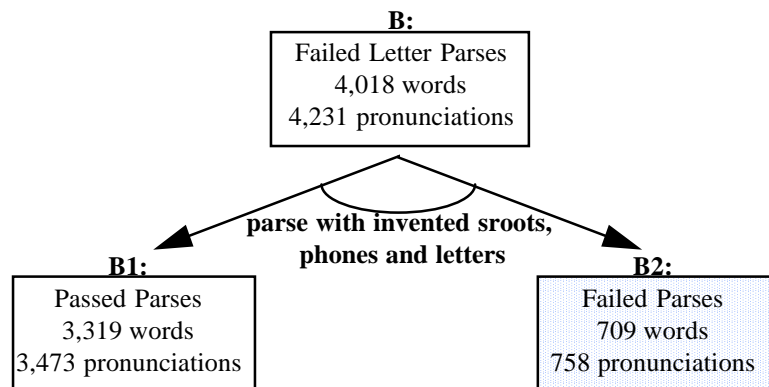 B:
Failed Letter Parses
4,018 words
4,231 pronunciations
parse with invented sroots,
phones and letters
B1:
Passed Parses
3,319 words
3,473 pronunciations
B2:
Failed Parses
709 words
758 pronunciations